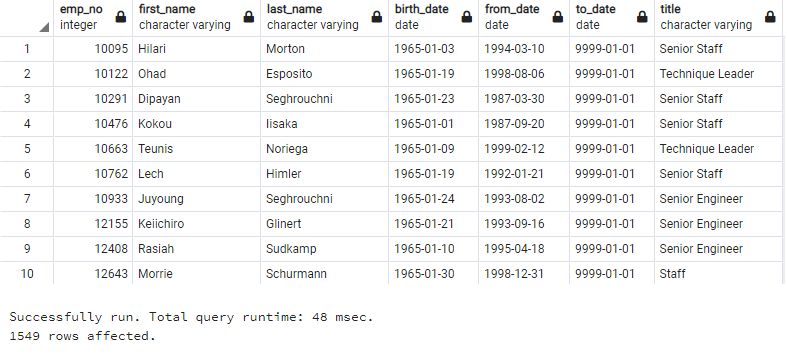 emp_no first_name last_name birth_date from_date to_date title
integer character varying character varying date date date character varying
1 10095 Hilari Morton 1965-01-03 1994-03-10 9999-01-01 Senior Staff
2 10122 Ohad Esposito 1965-01-19 1998-08-06 9999-01-01 Technique Leader
3 10291 Dipayan Seghrouchni 1965-01-23 1987-03-30 9999-01-01 Senior Staff
4 10476 Kokou Iisaka 1965-01-01 1987-09-20 9999-01-01 Senior Staff
5 10663 Teunis Noriega 1965-01-09 1999-02-12 9999-01-01 Technique Leader
6 10762 Lech Himler 1965-01-19 1992-01-21 9999-01-01 Senior Staff
7 10933 Juyoung Seghrouchni 1965-01-24 1993-08-02 9999-01-01 Senior Engineer
8 12155 Keiichiro Glinert 1965-01-21 1993-09-16 9999-01-01 Senior Engineer
9 12408 Rasiah Sudkamp 1965-01-10 1995-04-18 9999-01-01 Senior Engineer
10 12643 Morrie Schurmann 1965-01-30 1998-12-31 9999-01-01 Staff
Successfully run. Total query runtime: 48 msec.
1549 rows affected.